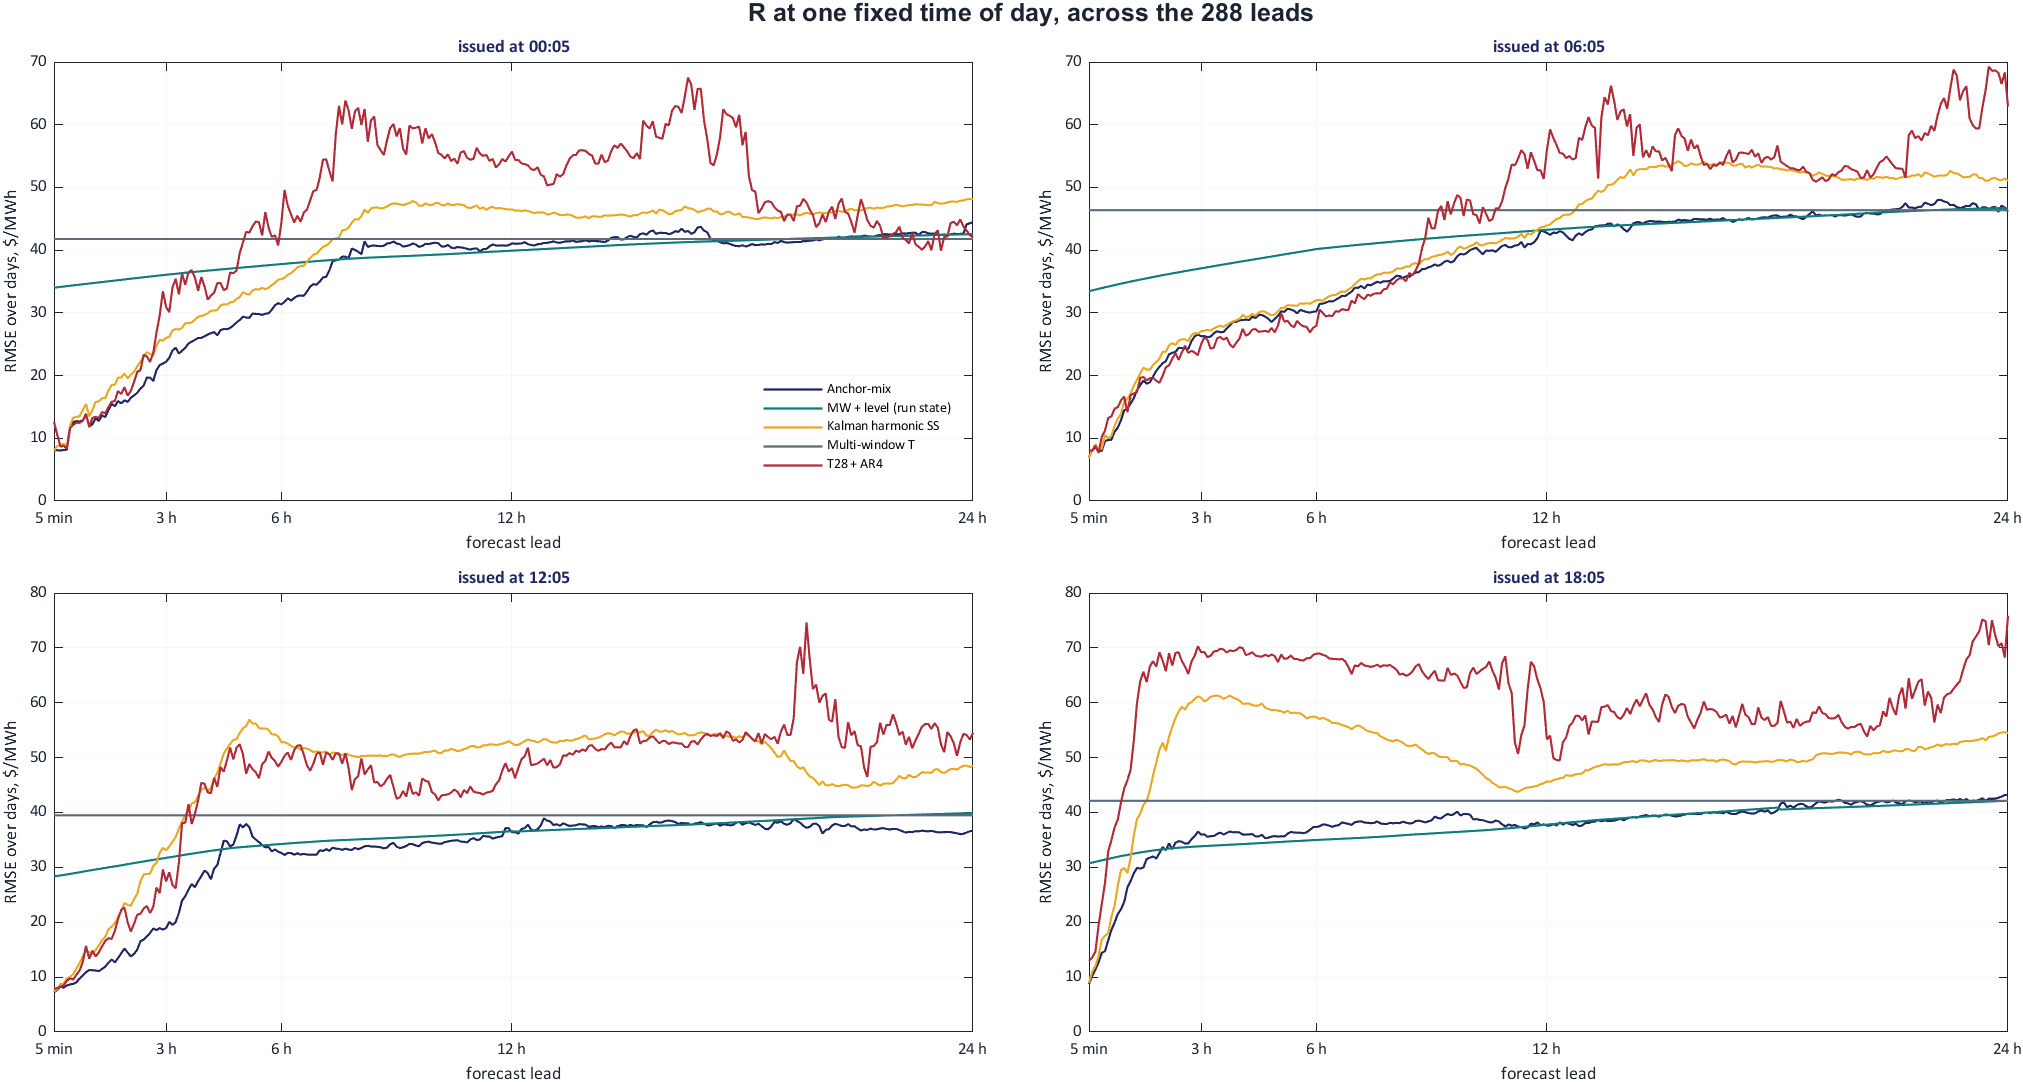 R at one fixed time of day, across the 288 leads
issued at 00:05
RMSE over days, $/MWh
70
60
50
40
30
20
10
0
5 min
3 h
6 h
12 h
24 h
forecast lead
Anchor-mix
MW + level (run state)
Kalman harmonic SS
Multi-window T
T28 + AR4
issued at 06:05
RMSE over days, $/MWh
70
60
50
40
30
20
10
0
5 min
3 h
6 h
12 h
24 h
forecast lead
issued at 12:05
RMSE over days, $/MWh
80
70
60
50
40
30
20
10
0
5 min
3 h
6 h
12 h
24 h
forecast lead
issued at 18:05
RMSE over days, $/MWh
80
70
60
50
40
30
20
10
0
5 min
3 h
6 h
12 h
24 h
forecast lead